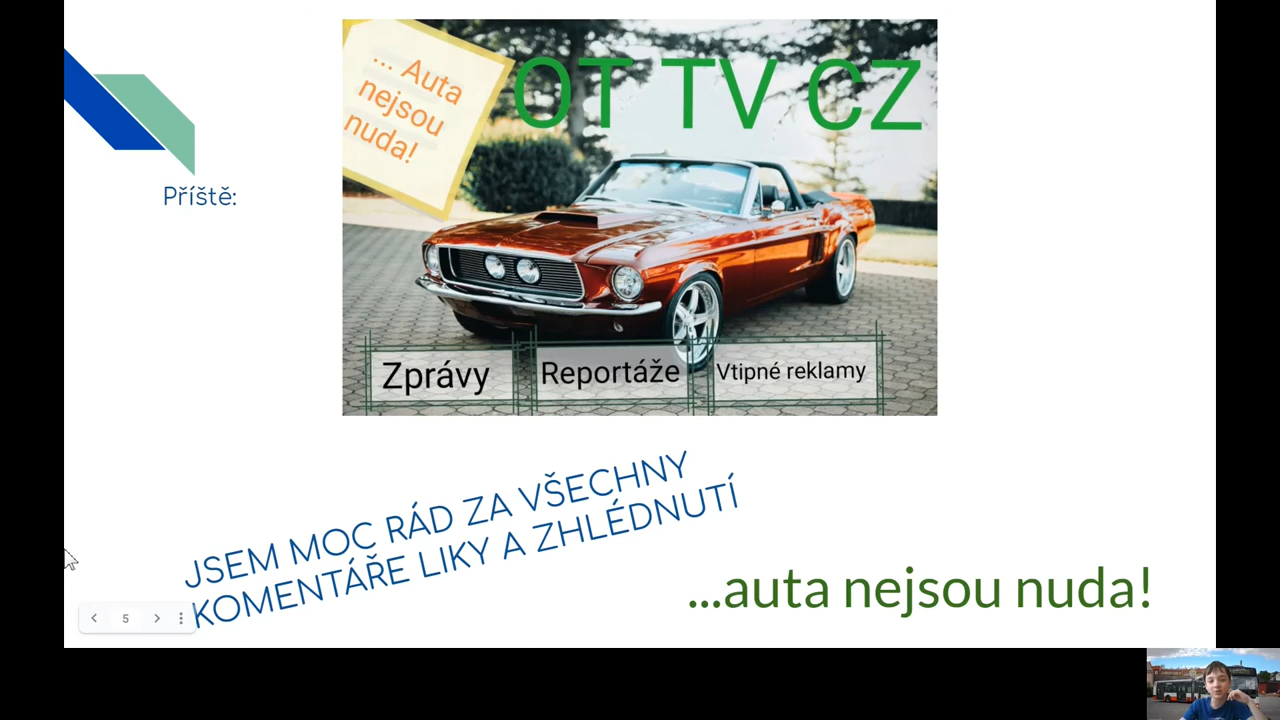 ... Auta
nejsou
nuda!
OT TV CZ
Příště:
Zprávy
Reportáže
Vtipné reklamy
JSEM MOC RÁD ZA VŠECHNY
KOMENTÁŘE LIKY A ZHLÉDNUTÍ
...auta nejsou nuda!
5